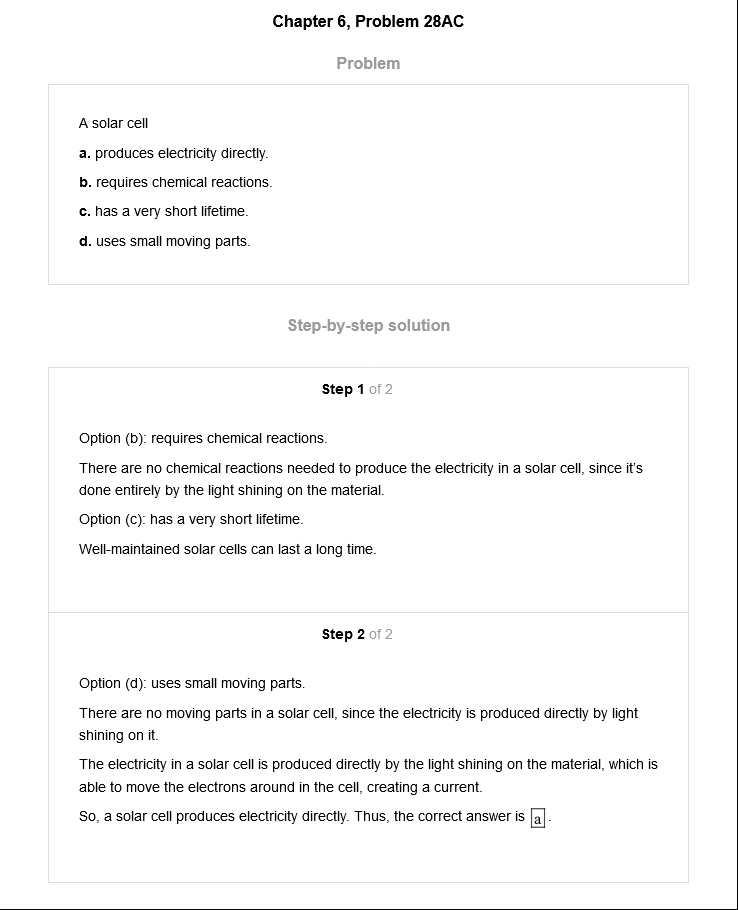 Chapter 6, Problem 28AC
Problem
A solar cell
a. produces electricity directly.
b. requires chemical reactions.
c. has a very short lifetime.
d. uses small moving parts.
Step-by-step solution
Step 1 of 2
Option (b): requires chemical reactions.
There are no chemical reactions needed to produce the electricity in a solar cell, since it's
done entirely by the light shining on the material.
Option (c): has a very short lifetime.
Well-maintained solar cells can last a long time.
Step 2 of 2
Option (d): uses small moving parts.
There are no moving parts in a solar cell, since the electricity is produced directly by light
shining on it.
The electricity in a solar cell is produced directly by the light shining on the material, which is
able to move the electrons around in the cell, creating a current.
So, a solar cell produces electricity directly. Thus, the correct answer is a.